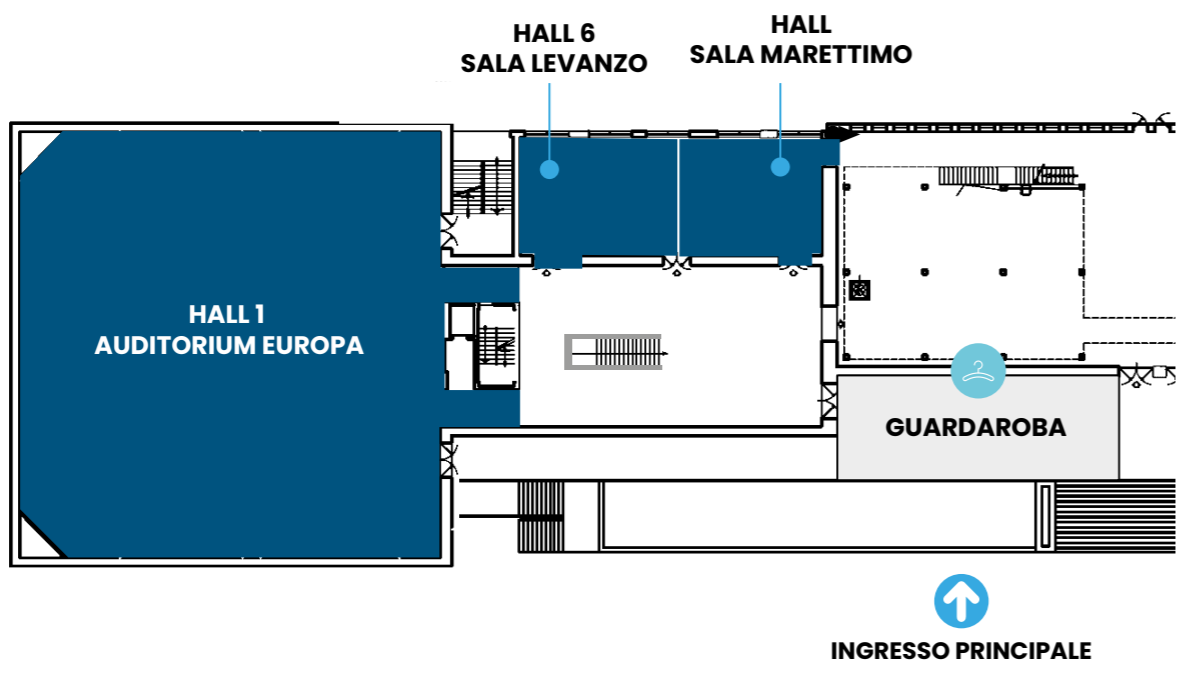 HALL 6
SALA LEVANZO
HALL
SALA MARETTIMO
HALL 1
AUDITORIUM EUROPA
GUARDAROBA
INGRESSO PRINCIPALE